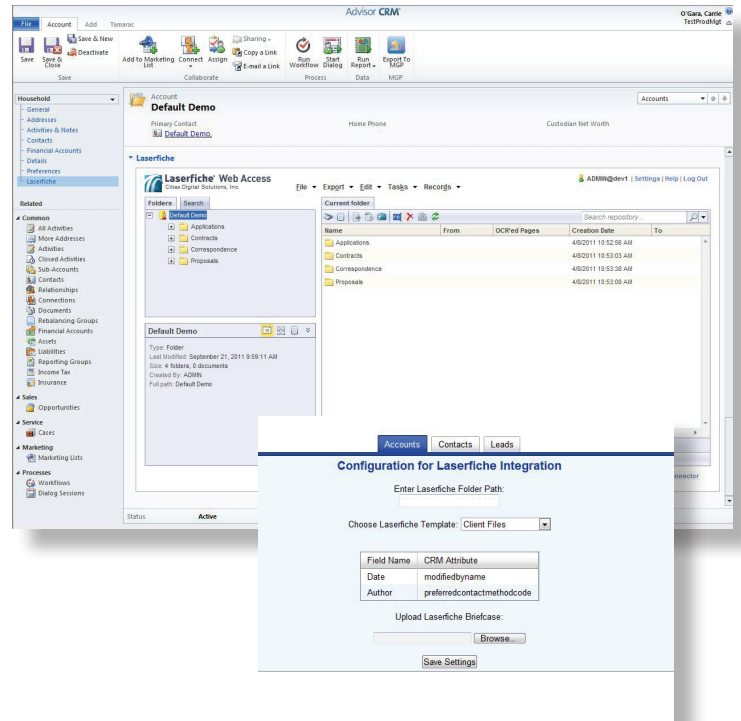 Advisor CRM
O'Gara, Carrie
TestProdMgt
File Account Add Tamarac
Save
Save & Close
Save & New
Deactivate
Add to Marketing List
Connect
Assign
Sharing
Copy a Link
E-mail a Link
Run Workflow
Start Dialog
Run Report
Export To MGP
Save Collaborate Process Data MGP
Household
General
Addresses
Activities & Notes
Contacts
Financial Accounts
Details
Preferences
Laserfiche
Related
Common
All Activities
More Addresses
Activities
Closed Activities
Sub-Accounts
Contacts
Relationships
Connections
Documents
Rebalancing Groups
Financial Accounts
Assets
Liabilities
Reporting Groups
Income Tax
Insurance
Sales
Opportunities
Service
Cases
Marketing
Marketing Lists
Processes
Workflows
Dialog Sessions
Account
Default Demo
Accounts
Primary Contact Home Phone Custodian Net Worth
Default Demo,
Laserfiche
Laserfiche® Web Access
Cities Digital Solutions, Inc.
File Export Edit Tasks Records
ADMIN@dev1 | Settings | Help | Log Out
Folders Search
Default Demo
Applications
Contracts
Correspondence
Proposals
Current folder
Search repository...
Name From OCR'ed Pages Creation Date To
Applications 4/8/2011 10:52:56 AM
Contracts 4/8/2011 10:53:03 AM
Correspondence 4/8/2011 10:53:38 AM
Proposals 4/8/2011 10:53:08 AM
Default Demo
Type: Folder
Last Modified: September 21, 2011 9:59:11 AM
Size: 4 folders, 0 documents
Created By: ADMIN
Full path: Default Demo
nnector
Status Active
Accounts Contacts Leads
Configuration for Laserfiche Integration
Enter Laserfiche Folder Path:
Choose Laserfiche Template: Client Files
Field Name CRM Attribute
Date modifiedbyname
Author preferredcontactmethodcode
Upload Laserfiche Briefcase:
Browse...
Save Settings